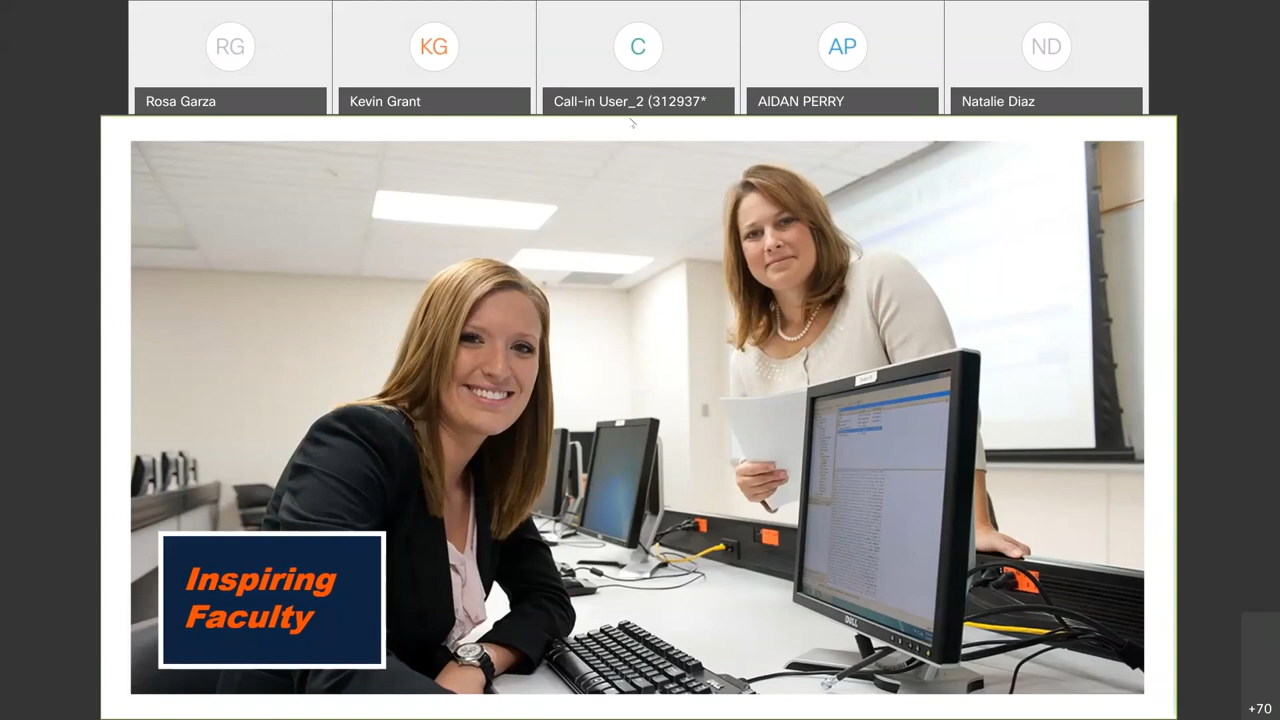 RG
KG
C
AP
ND
Rosa Garza
Kevin Grant
Call-in User_2 (312937*
AIDAN PERRY
Natalie Diaz
Inspiring
Faculty
DELL
+70